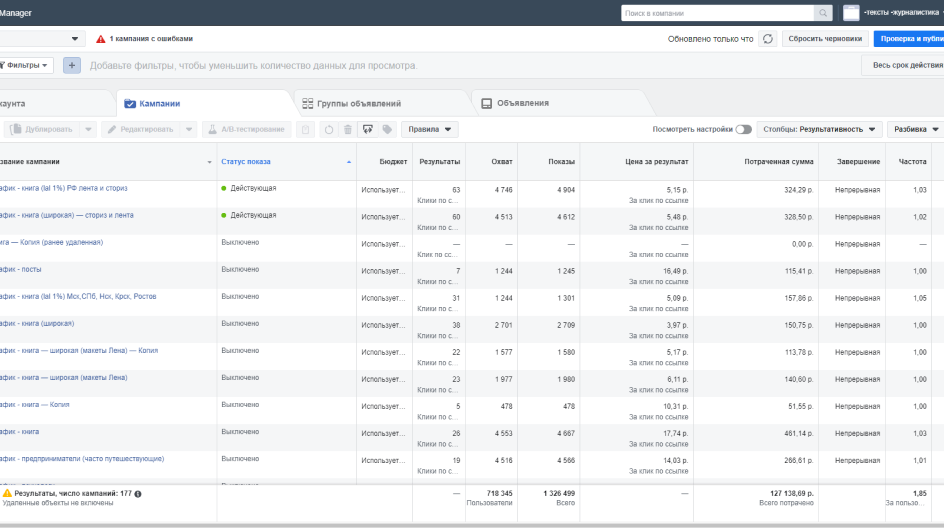 Manager
Поиск в кампании
-тексты -журналистика
1 кампания с ошибками
Обновлено только что
Сбросить черновики
Проверка и публи
Фильтры
Добавьте фильтры, чтобы уменьшить количество данных для просмотра.
Весь срок действия
каунта
Кампании
Группы объявлений
Объявления
Дублировать
Редактировать
A/B-тестирование
Правила
Посмотреть настройки
Столбцы: Результативность
Разбивка
звание кампании Статус показа Бюджет Результаты Охват Показы Цена за результат Потраченная сумма Завершение Частота
афик - книга (lal 1%) РФ лента и сториз Действующая Использует... 63 4 746 4 904 5,15 р. 324,29 р. Непрерывная 1,03
Клики по с... За клик по ссылке
афик - книга (широкая) — сториз и лента Действующая Использует... 60 4 513 4 612 5,48 р. 328,50 р. Непрерывная 1,02
Клики по с... За клик по ссылке
ига — Копия (ранее удаленная) Выключено Использует... — — — — 0,00 р. Непрерывная —
Клик по сс... За клик по ссылке
афик - посты Выключено Использует... 7 1 244 1 245 16,49 р. 115,41 р. Непрерывная 1,00
Клики по с... За клик по ссылке
афик - книга (lal 1%) Мск,СПб, Нск, Крск, Ростов Выключено Использует... 31 1 244 1 301 5,09 р. 157,86 р. Непрерывная 1,05
Клики по с... За клик по ссылке
афик - книга (широкая) Выключено Использует... 38 2 701 2 709 3,97 р. 150,75 р. Непрерывная 1,00
Клики по с... За клик по ссылке
афик - книга — широкая (макеты Лена) — Копия Выключено Использует... 22 1 577 1 580 5,17 р. 113,78 р. Непрерывная 1,00
Клики по с... За клик по ссылке
афик - книга — широкая (макеты Лена) Выключено Использует... 23 1 977 1 980 6,11 р. 140,60 р. Непрерывная 1,00
Клики по с... За клик по ссылке
афик - книга — Копия Выключено Использует... 5 478 478 10,31 р. 51,55 р. Непрерывная 1,00
Клики по с... За клик по ссылке
афик - книга Выключено Использует... 26 4 553 4 667 17,74 р. 461,14 р. Непрерывная 1,03
Клики по с... За клик по ссылке
афик - предприниматели (часто путешествующие) Выключено Использует... 19 4 516 4 566 14,03 р. 266,61 р. Непрерывная 1,01
Клики по с... За клик по ссылке
Результаты, число кампаний: 177 — 718 345 1 326 499 — 127 138,69 р. 1,85
Удаленные объекты не включены Пользователи Всего Всего потрачено За пользо...